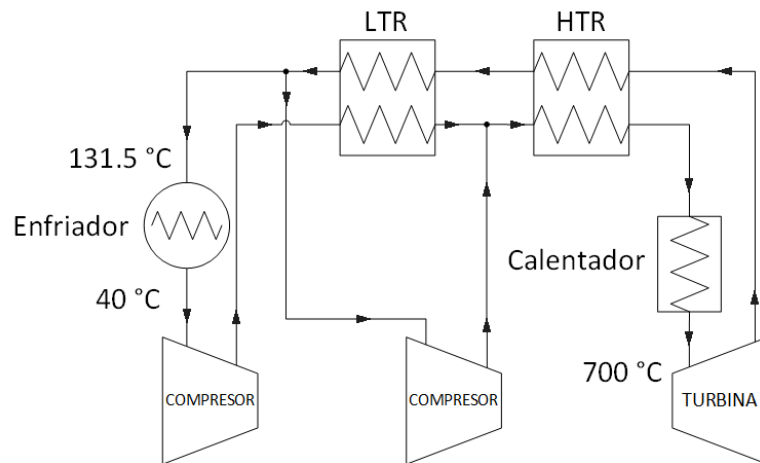 LTR
HTR
131.5 °C
Enfriador
40 °C
Calentador
700 °C
COMPRESOR
COMPRESOR
TURBINA